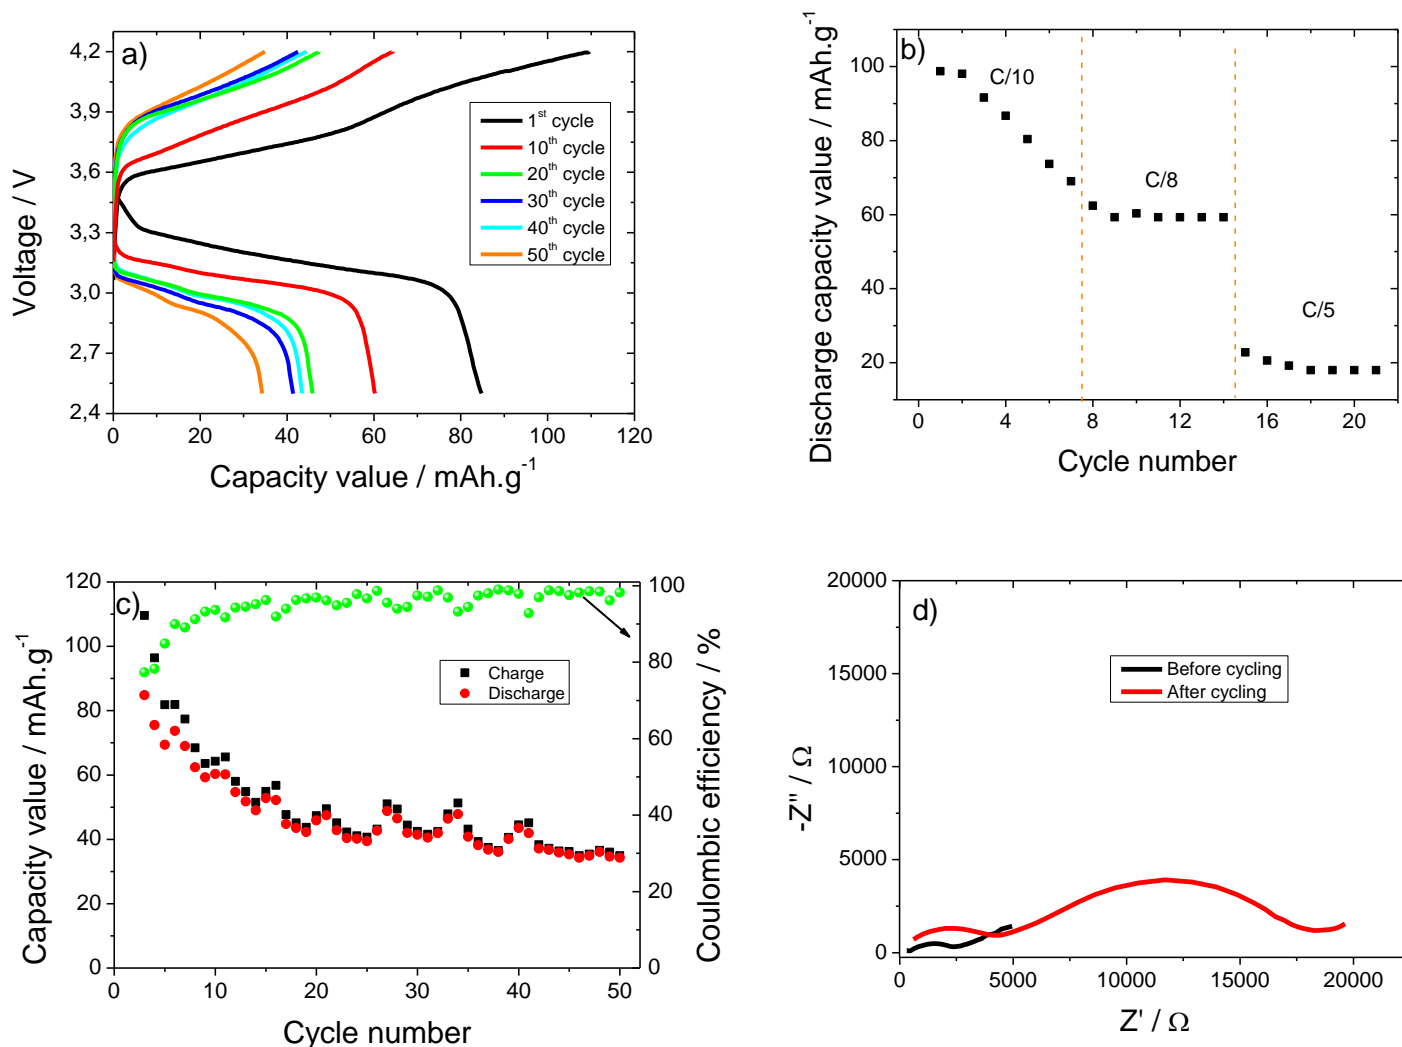 a)
4,2
3,9
3,6
3,3
3,0
2,7
2,4
Voltage / V
0 20 40 60 80 100 120
Capacity value / mAh.g⁻¹
1ˢᵗ cycle
10ᵗʰ cycle
20ᵗʰ cycle
30ᵗʰ cycle
40ᵗʰ cycle
50ᵗʰ cycle
b)
100
80
60
40
20
Discharge capacity value / mAh.g⁻¹
C/10
C/8
C/5
0 4 8 12 16 20
Cycle number
c)
120
100
80
60
40
20
0
Capacity value / mAh.g⁻¹
Charge
Discharge
100
80
60
40
20
0
Coulombic efficiency / %
0 10 20 30 40 50
Cycle number
d)
20000
15000
10000
5000
0
-Z'' / Ω
Before cycling
After cycling
0 5000 10000 15000 20000
Z' / Ω